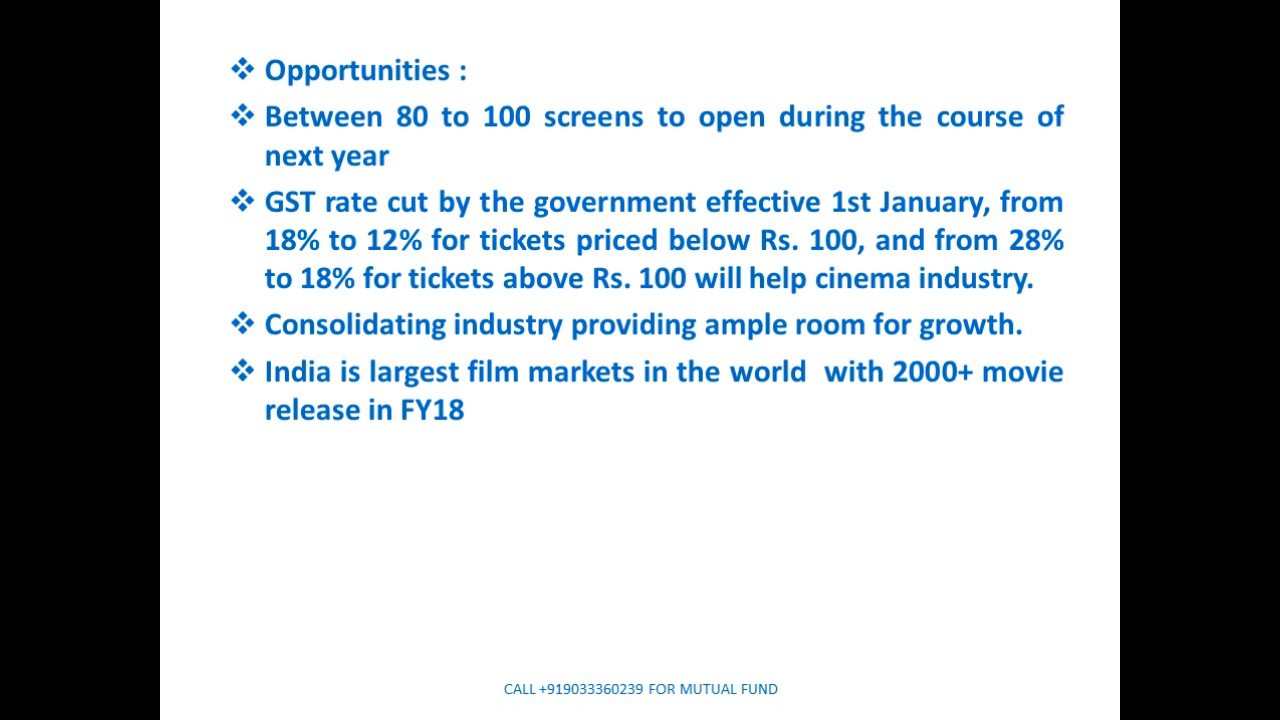 ❖ Opportunities :
❖ Between 80 to 100 screens to open during the course of
next year
❖ GST rate cut by the government effective 1st January, from
18% to 12% for tickets priced below Rs. 100, and from 28%
to 18% for tickets above Rs. 100 will help cinema industry.
❖ Consolidating industry providing ample room for growth.
❖ India is largest film markets in the world  with 2000+ movie
release in FY18
CALL +919033360239 FOR MUTUAL FUND